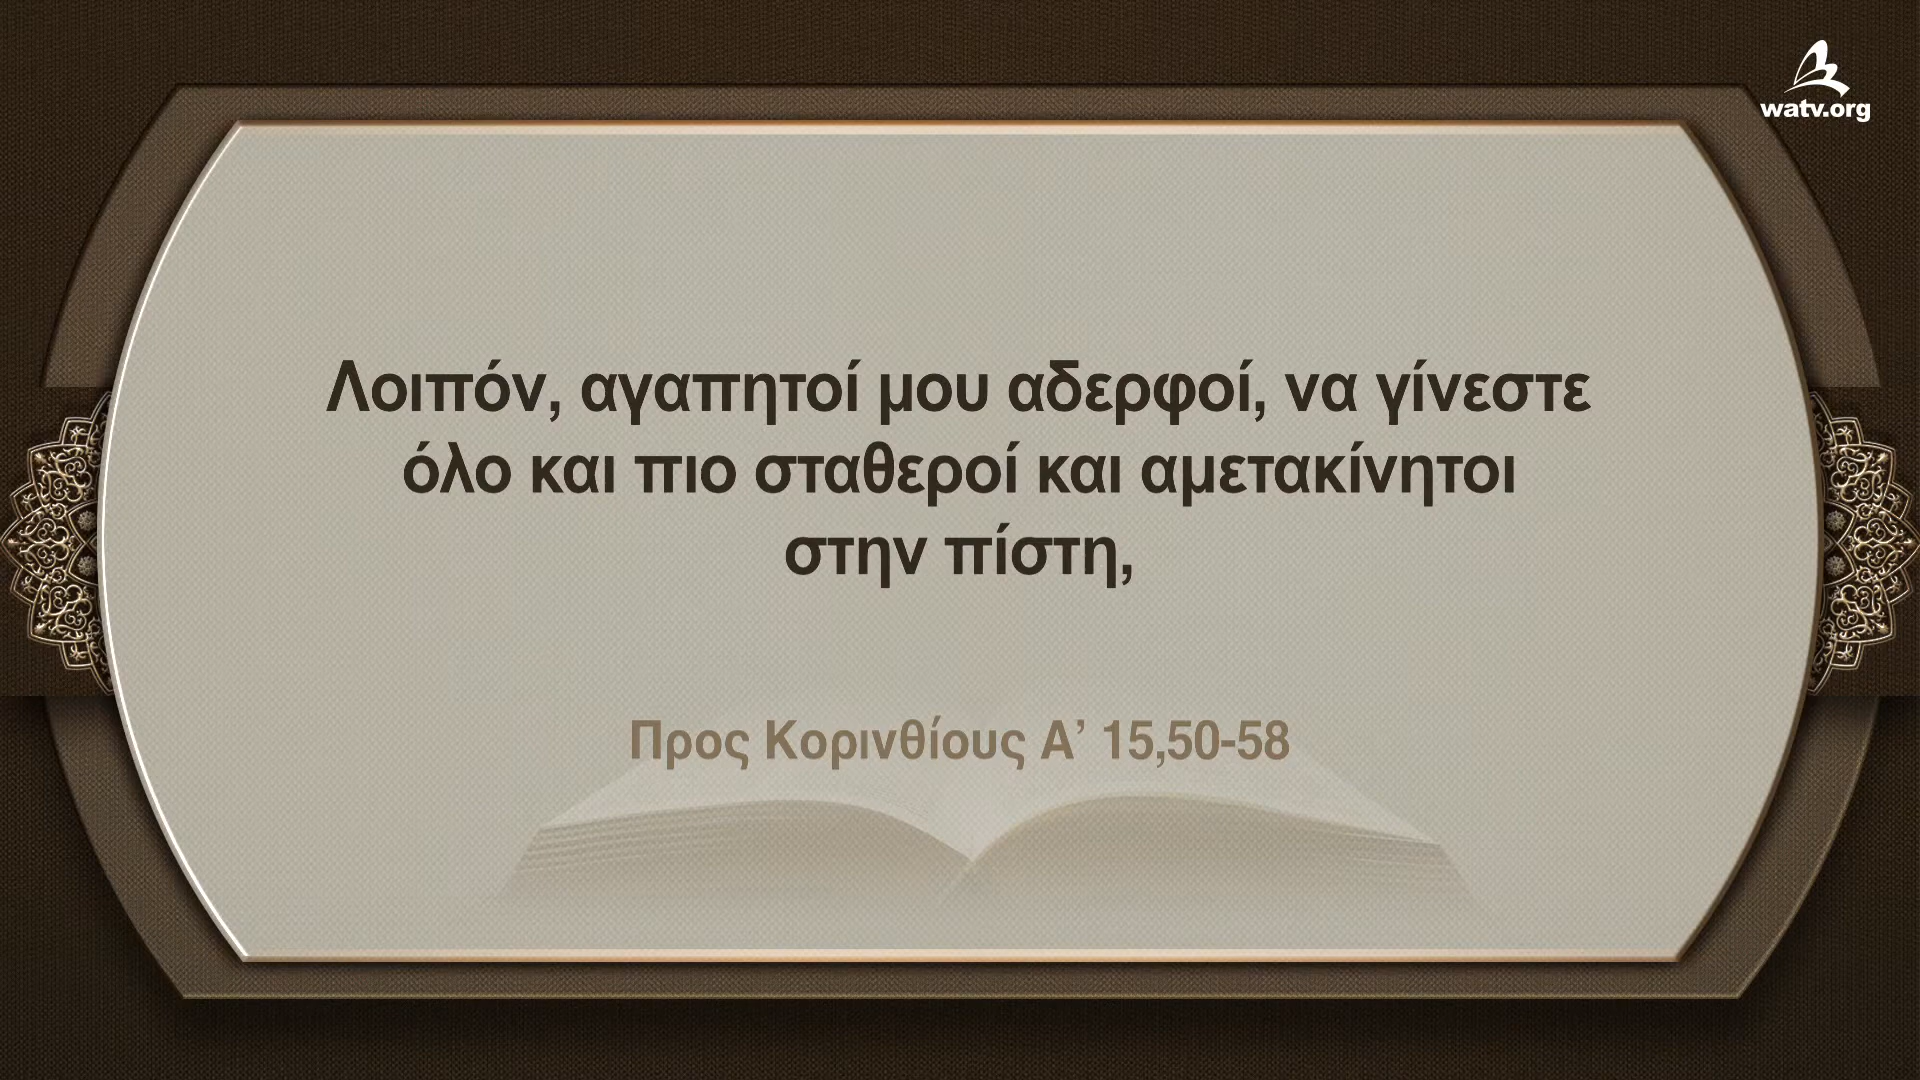 watv.org
Λοιπόν, αγαπητοί μου αδερφοί, να γίνεστε
όλο και πιο σταθεροί και αμετακίνητοι
στην πίστη,
Προς Κορινθίους Α’ 15,50-58